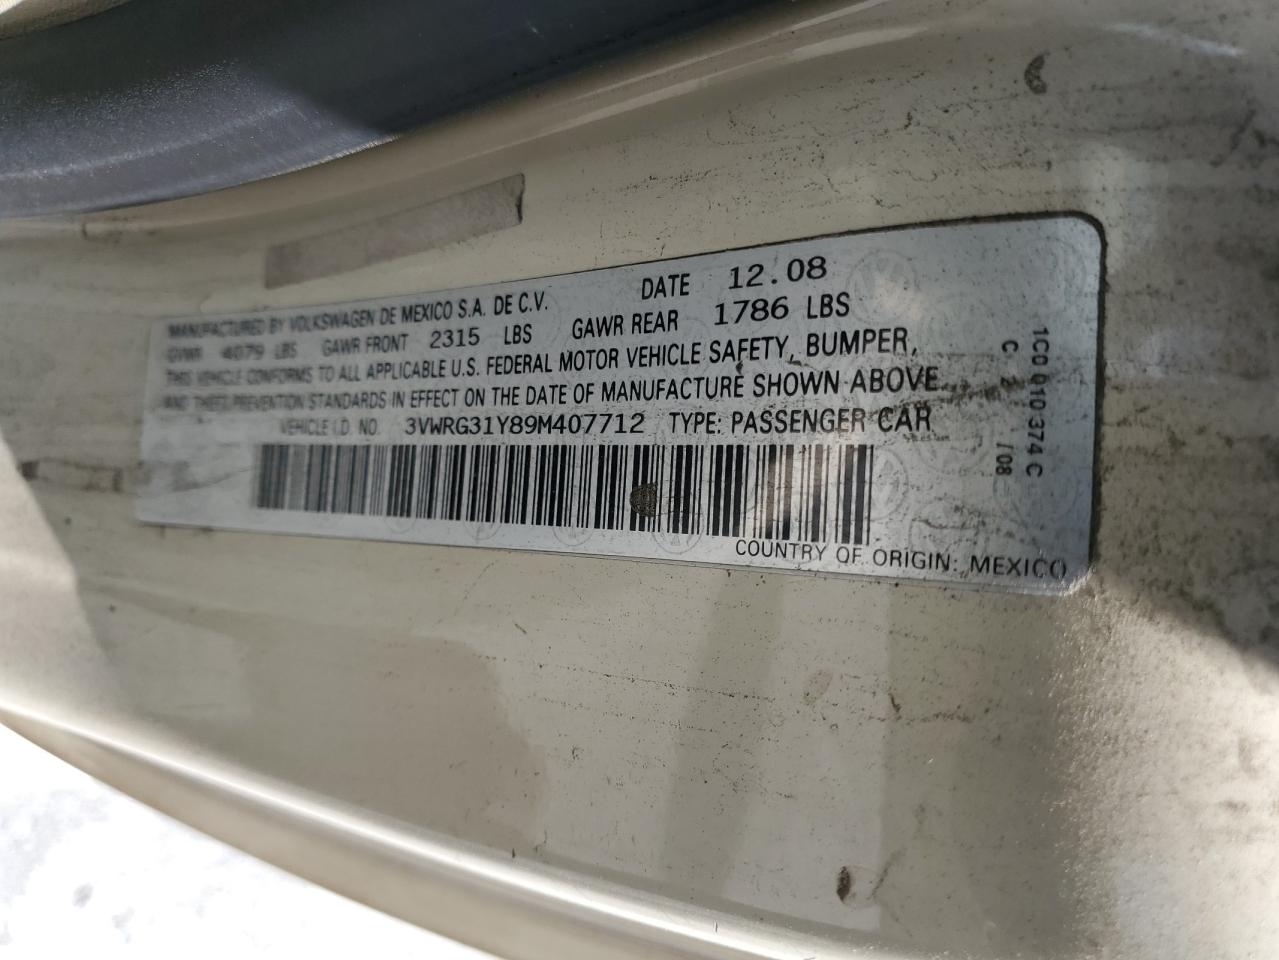 MANUFACTURED BY VOLKSWAGEN DE MEXICO S.A. DE C.V. DATE 12.08
GVWR 4079 LBS GAWR FRONT 2315 LBS GAWR REAR 1786 LBS
THIS VEHICLE CONFORMS TO ALL APPLICABLE U.S. FEDERAL MOTOR VEHICLE SAFETY, BUMPER,
AND THEFT PREVENTION STANDARDS IN EFFECT ON THE DATE OF MANUFACTURE SHOWN ABOVE.
VEHICLE I.D. NO. 3VWRG31Y89M407712 TYPE: PASSENGER CAR
COUNTRY OF ORIGIN: MEXICO
1C0 010 374 C
C /08